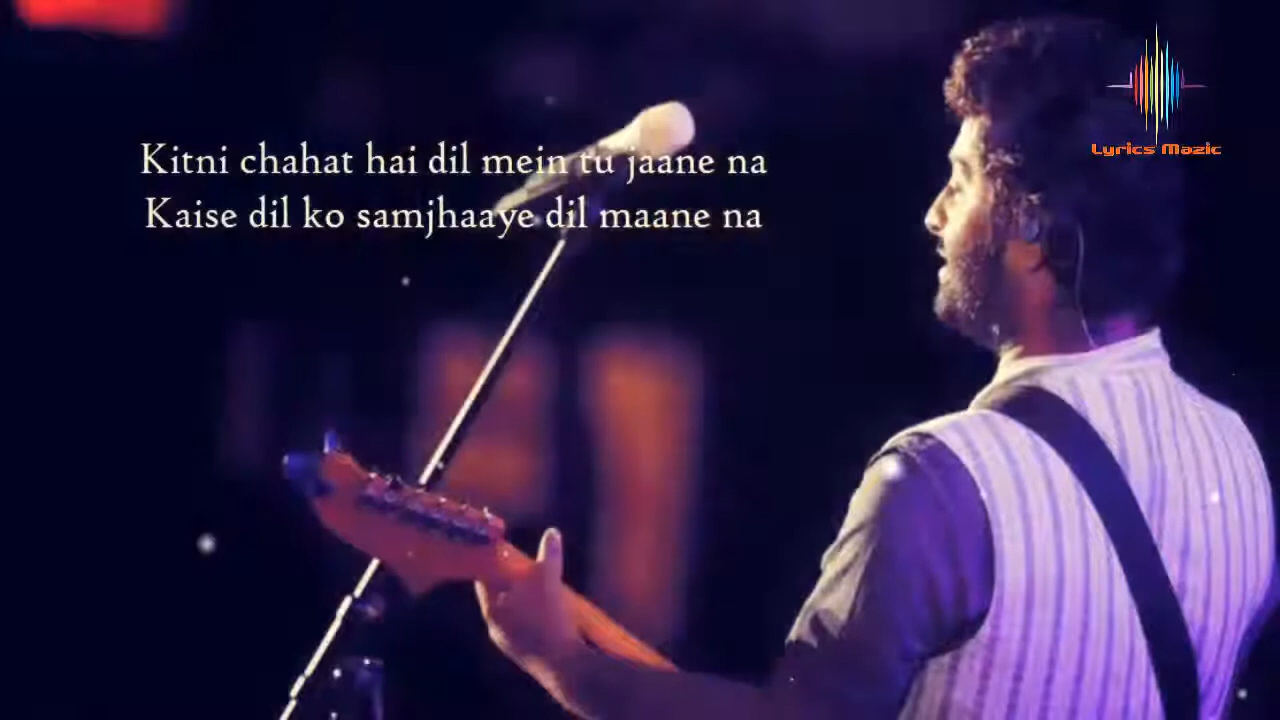 Kitni chahat hai dil mein tu jaane na
Kaise dil ko samjhaaye dil maane na
Lyrics Mazic